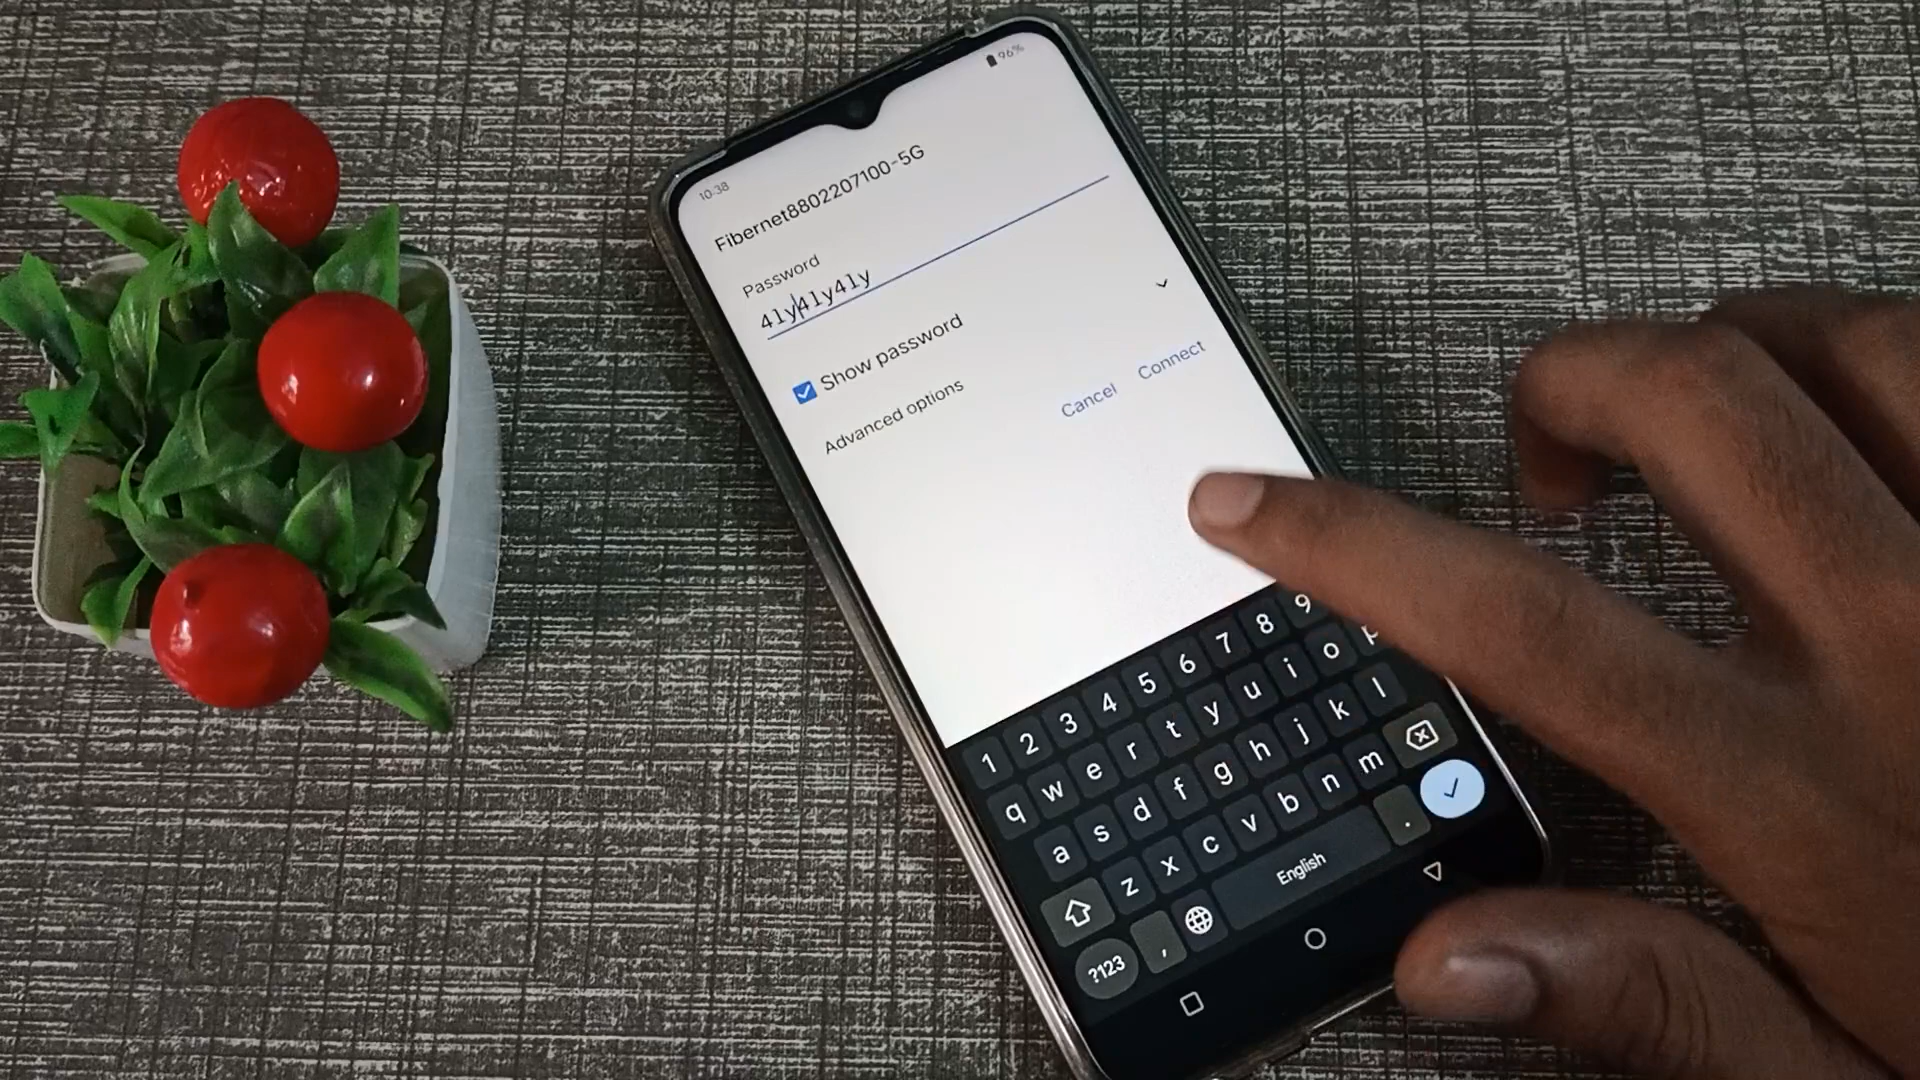 10:38
96%
Fibernet8802207100-5G
Password
41y41y41y
Show password
Advanced options
Cancel
Connect
1 2 3 4 5 6 7 8 9
q w e r t y u i o p
a s d f g h j k l
z x c v b n m
?123 , English .